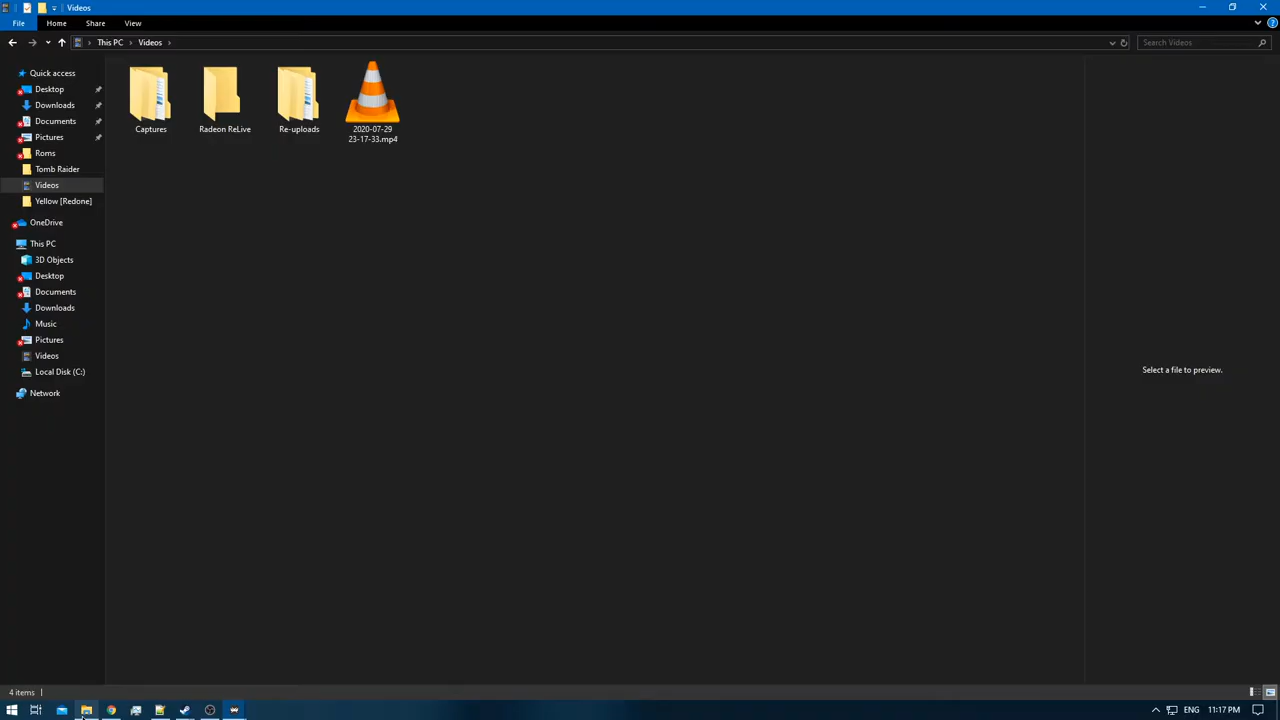 Videos
File
Home
Share
View
This PC
Videos
Search Videos
Quick access
Desktop
Downloads
Documents
Pictures
Roms
Tomb Raider
Videos
Yellow [Redone]
OneDrive
This PC
3D Objects
Desktop
Documents
Downloads
Music
Pictures
Videos
Local Disk (C:)
Network
Captures
Radeon ReLive
Re-uploads
2020-07-29
23-17-33.mp4
Select a file to preview.
4 items
ENG
11:17 PM